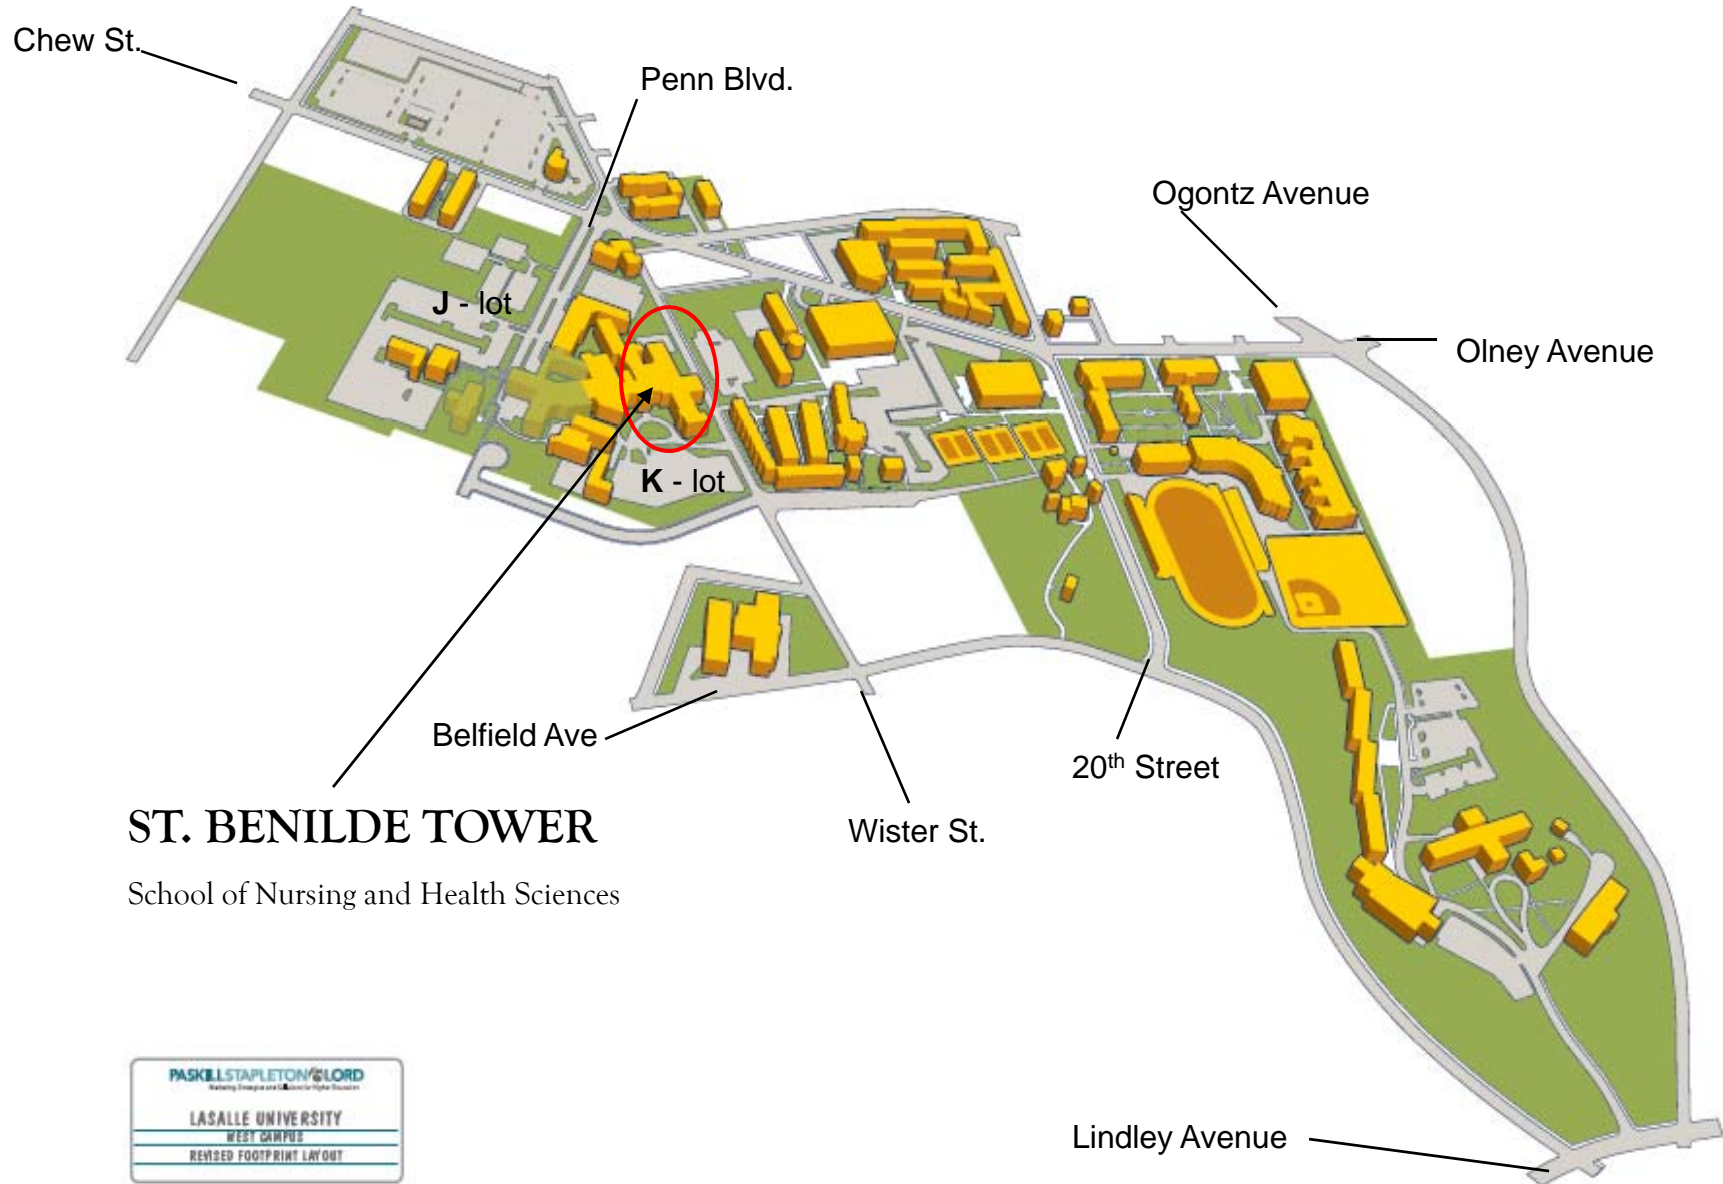 Chew St.
Penn Blvd.
Ogontz Avenue
J - lot
Olney Avenue
K - lot
Belfield Ave
20th Street
ST. BENILDE TOWER
Wister St.
School of Nursing and Health Sciences
PASKILLSTAPLETON&LORD
LASALLE UNIVERSITY
WEST CAMPUS
REVISED FOOTPRINT LAYOUT
Lindley Avenue